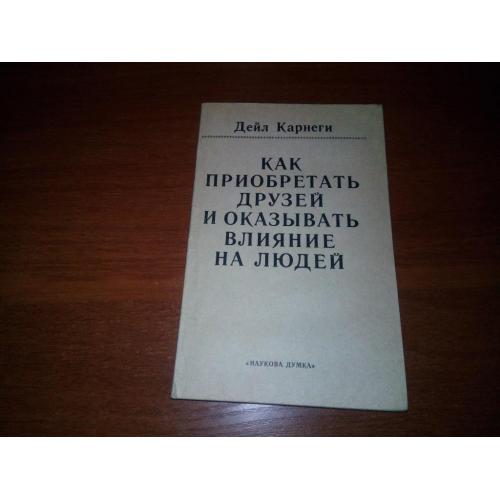 Дейл Карнеги
КАК
ПРИОБРЕТАТЬ
ДРУЗЕЙ
И ОКАЗЫВАТЬ
ВЛИЯНИЕ
НА ЛЮДЕЙ
«НАУКОВА ДУМКА»